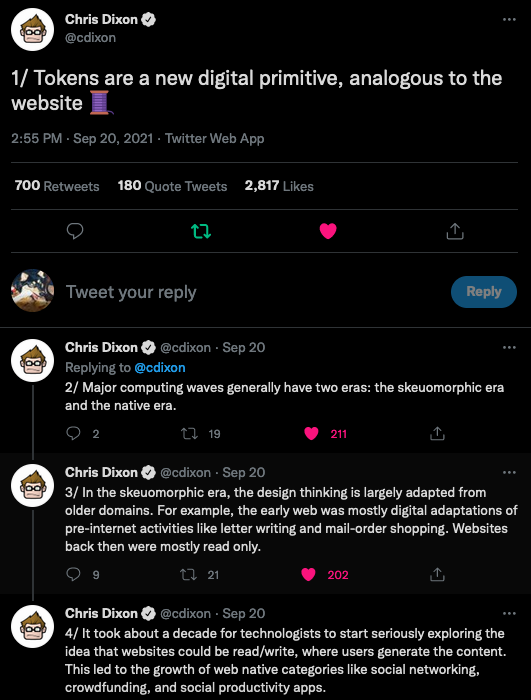 Chris Dixon
@cdixon
1/ Tokens are a new digital primitive, analogous to the
website 🧵
2:55 PM · Sep 20, 2021 · Twitter Web App
700 Retweets 180 Quote Tweets 2,817 Likes
Tweet your reply
Reply
Chris Dixon @cdixon · Sep 20
Replying to @cdixon
2/ Major computing waves generally have two eras: the skeuomorphic era
and the native era.
2 19 211
Chris Dixon @cdixon · Sep 20
3/ In the skeuomorphic era, the design thinking is largely adapted from
older domains. For example, the early web was mostly digital adaptations of
pre-internet activities like letter writing and mail-order shopping. Websites
back then were mostly read only.
9 21 202
Chris Dixon @cdixon · Sep 20
4/ It took about a decade for technologists to start seriously exploring the
idea that websites could be read/write, where users generate the content.
This led to the growth of web native categories like social networking,
crowdfunding, and social productivity apps.